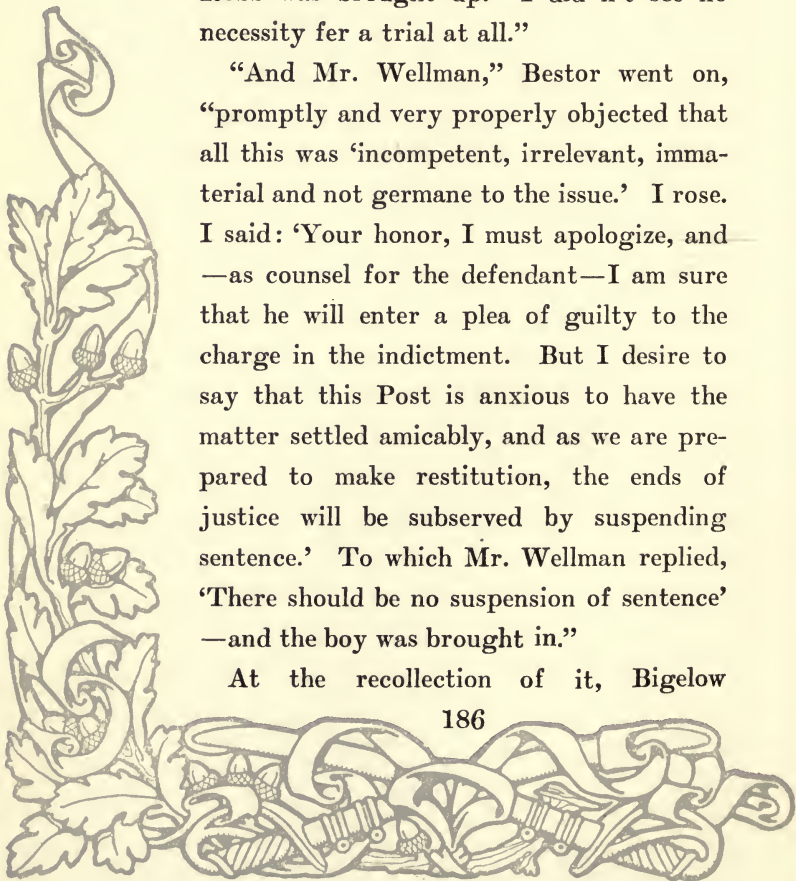 was brought up. I did n't see no
necessity fer a trial at all.”
“And Mr. Wellman,” Bestor went on,
“promptly and very properly objected that
all this was ‘incompetent, irrelevant, imma-
terial and not germane to the issue.’ I rose.
I said: ‘Your honor, I must apologize, and
—as counsel for the defendant—I am sure
that he will enter a plea of guilty to the
charge in the indictment. But I desire to
say that this Post is anxious to have the
matter settled amicably, and as we are pre-
pared to make restitution, the ends of
justice will be subserved by suspending
sentence.’ To which Mr. Wellman replied,
‘There should be no suspension of sentence’
—and the boy was brought in.”
At the recollection of it, Bigelow
186